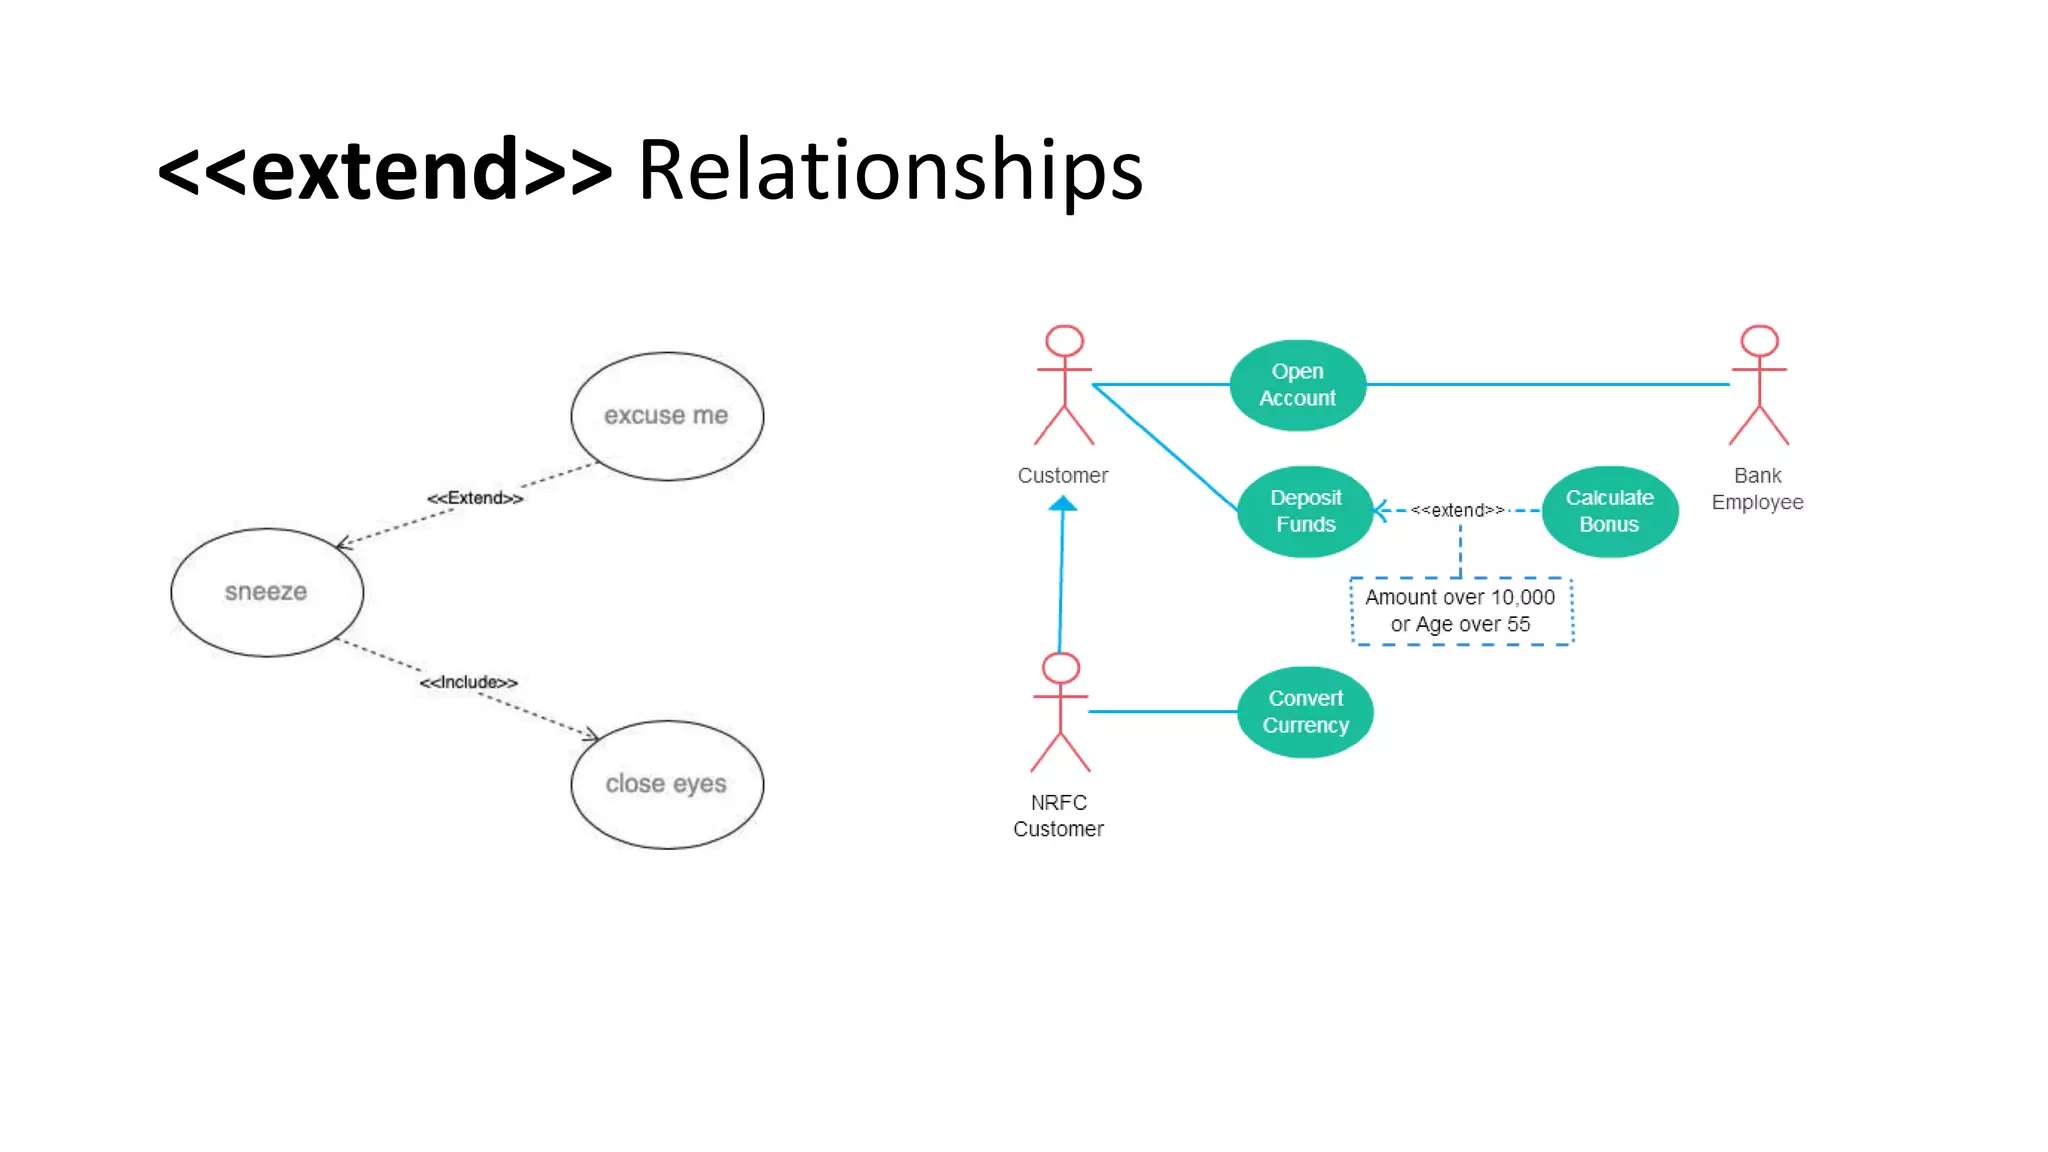 <<extend>> Relationships
excuse me
<<Extend>>
sneeze
<<Include>>
close eyes
Open
Account
Customer
Bank
Employee
Deposit
Funds
<<extend>>
Calculate
Bonus
Amount over 10,000
or Age over 55
Convert
Currency
NRFC
Customer